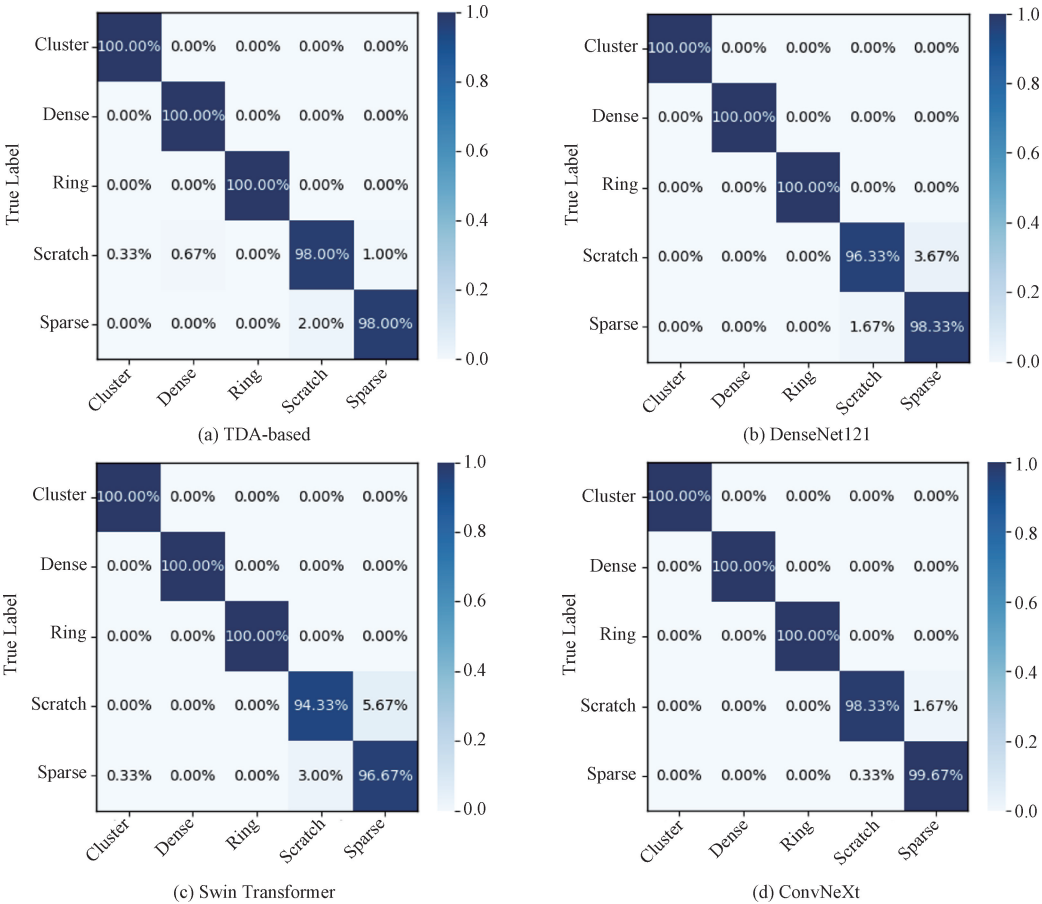 True Label
Cluster 100.00% 0.00% 0.00% 0.00% 0.00%
Dense 0.00% 100.00% 0.00% 0.00% 0.00%
Ring 0.00% 0.00% 100.00% 0.00% 0.00%
Scratch 0.33% 0.67% 0.00% 98.00% 1.00%
Sparse 0.00% 0.00% 0.00% 2.00% 98.00%
Cluster Dense Ring Scratch Sparse
1.0
0.8
0.6
0.4
0.2
0.0
(a) TDA-based
True Label
Cluster 100.00% 0.00% 0.00% 0.00% 0.00%
Dense 0.00% 100.00% 0.00% 0.00% 0.00%
Ring 0.00% 0.00% 100.00% 0.00% 0.00%
Scratch 0.00% 0.00% 0.00% 96.33% 3.67%
Sparse 0.00% 0.00% 0.00% 1.67% 98.33%
Cluster Dense Ring Scratch Sparse
1.0
0.8
0.6
0.4
0.2
0.0
(b) DenseNet121
True Label
Cluster 100.00% 0.00% 0.00% 0.00% 0.00%
Dense 0.00% 100.00% 0.00% 0.00% 0.00%
Ring 0.00% 0.00% 100.00% 0.00% 0.00%
Scratch 0.00% 0.00% 0.00% 94.33% 5.67%
Sparse 0.33% 0.00% 0.00% 3.00% 96.67%
Cluster Dense Ring Scratch Sparse
1.0
0.8
0.6
0.4
0.2
0.0
(c) Swin Transformer
True Label
Cluster 100.00% 0.00% 0.00% 0.00% 0.00%
Dense 0.00% 100.00% 0.00% 0.00% 0.00%
Ring 0.00% 0.00% 100.00% 0.00% 0.00%
Scratch 0.00% 0.00% 0.00% 98.33% 1.67%
Sparse 0.00% 0.00% 0.00% 0.33% 99.67%
Cluster Dense Ring Scratch Sparse
1.0
0.8
0.6
0.4
0.2
0.0
(d) ConvNeXt